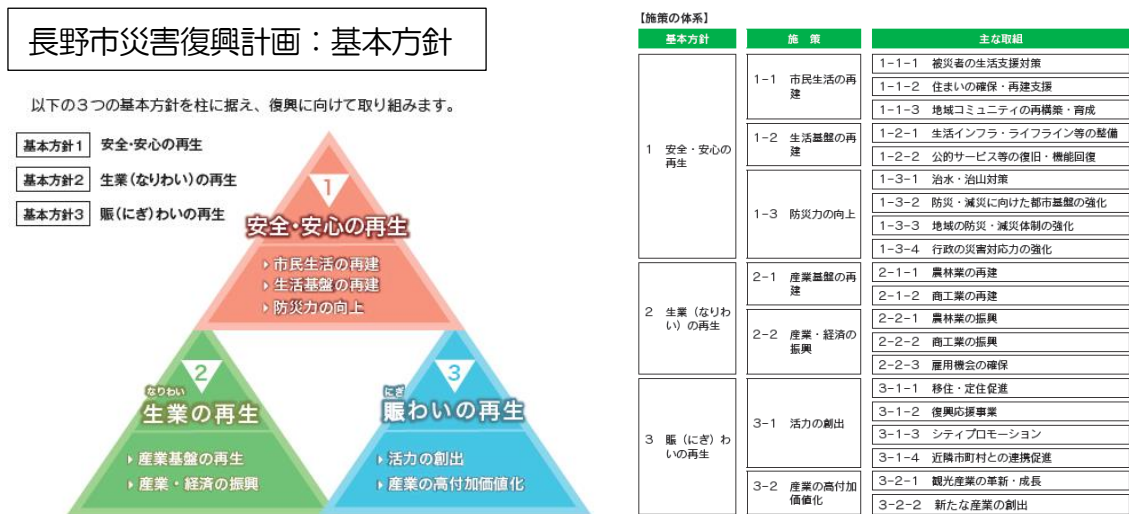 長野市災害復興計画：基本方針
以下の３つの基本方針を柱に据え、復興に向けて取り組みます。
基本方針1 安全・安心の再生
基本方針2 生業(なりわい)の再生
基本方針3 賑(にぎ)わいの再生
1
安全・安心の再生
市民生活の再建
生活基盤の再建
防災力の向上
2
なりわい
生業の再生
産業基盤の再生
産業・経済の振興
3
にぎ
賑わいの再生
活力の創出
産業の高付加価値化
【施策の体系】
基本方針 施 策 主な取組
1 安全・安心の
再生
1-1 市民生活の再
建
1-1-1 被災者の生活支援対策
1-1-2 住まいの確保・再建支援
1-1-3 地域コミュニティの再構築・育成
1-2 生活基盤の再
建
1-2-1 生活インフラ・ライフライン等の整備
1-2-2 公的サービス等の復旧・機能回復
1-3 防災力の向上
1-3-1 治水・治山対策
1-3-2 防災・減災に向けた都市基盤の強化
1-3-3 地域の防災・減災体制の強化
1-3-4 行政の災害対応力の強化
2 生業（なりわ
い）の再生
2-1 産業基盤の再
建
2-1-1 農林業の再建
2-1-2 商工業の再建
2-2 産業・経済の
振興
2-2-1 農林業の振興
2-2-2 商工業の振興
2-2-3 雇用機会の確保
3 賑（にぎ）わ
いの再生
3-1 活力の創出
3-1-1 移住・定住促進
3-1-2 復興応援事業
3-1-3 シティプロモーション
3-1-4 近隣市町村との連携促進
3-2 産業の高付加
価値化
3-2-1 観光産業の革新・成長
3-2-2 新たな産業の創出